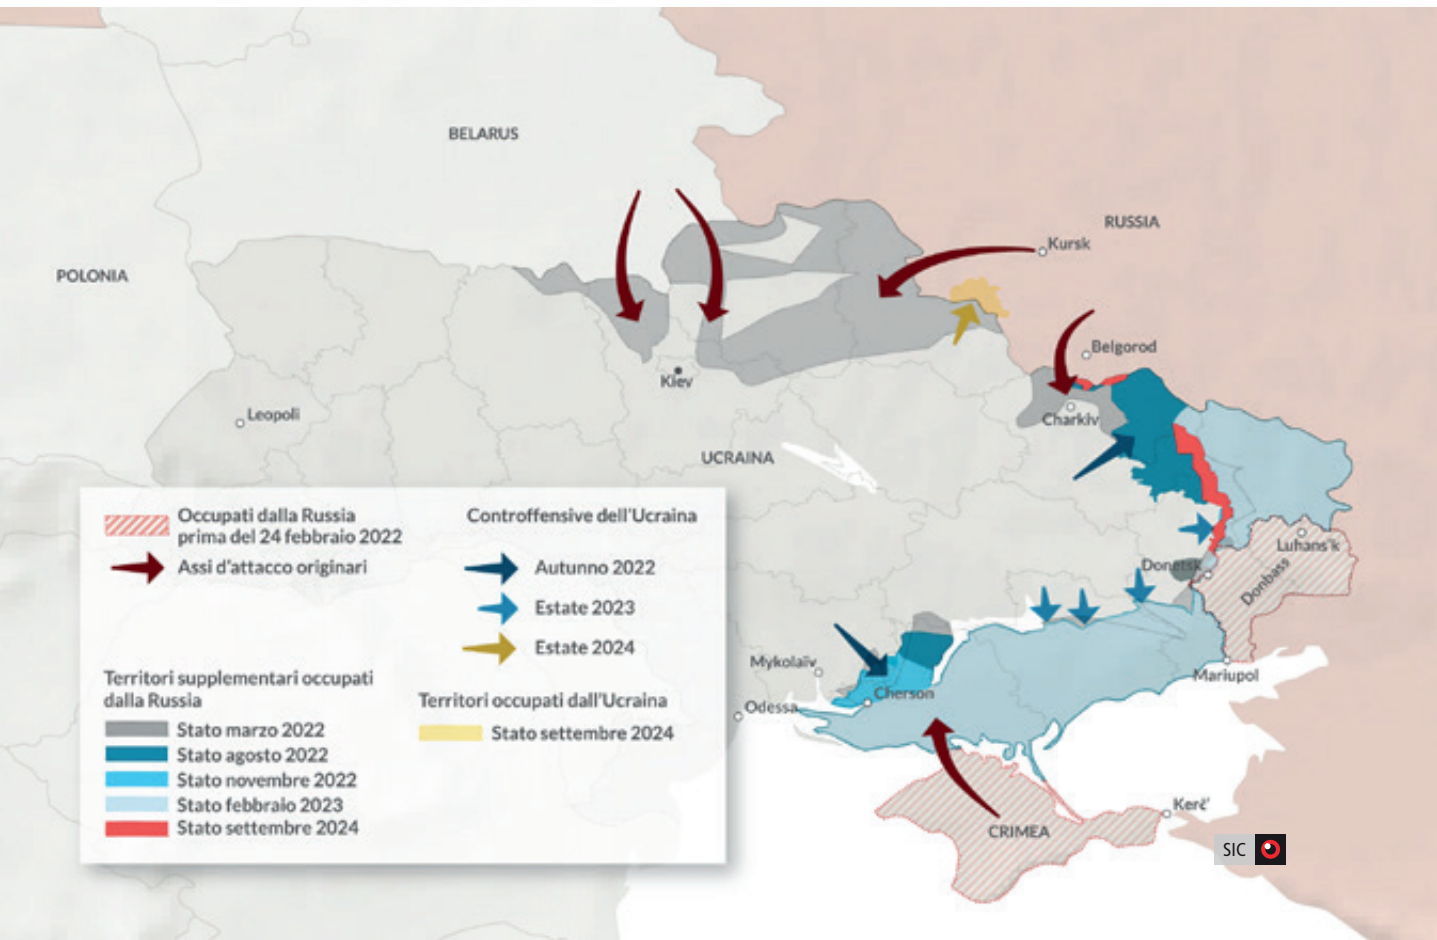 BELARUS
RUSSIA
Kursk
POLONIA
Belgorod
Kiev
Leopoli
Charkiv
UCRAINA
Occupati dalla Russia
prima del 24 febbraio 2022
Assi d'attacco originari
Controffensive dell'Ucraina
Autunno 2022
Estate 2023
Estate 2024
Territori supplementari occupati
dalla Russia
Stato marzo 2022
Stato agosto 2022
Stato novembre 2022
Stato febbraio 2023
Stato settembre 2024
Territori occupati dall'Ucraina
Stato settembre 2024
Luhans'k
Donetsk
Donbass
Mykolaïv
Mariupol
Cherson
Odessa
Kerč'
CRIMEA
SIC